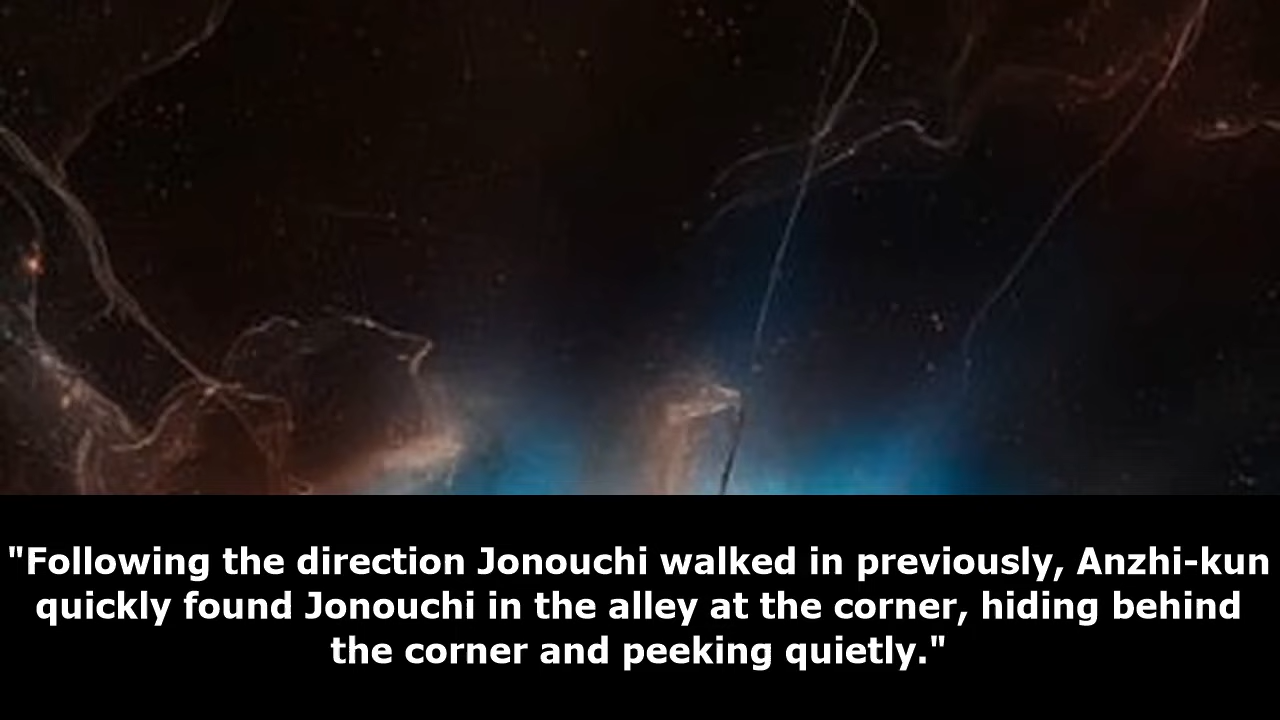 "Following the direction Jonouchi walked in previously, Anzhi-kun
quickly found Jonouchi in the alley at the corner, hiding behind
the corner and peeking quietly."